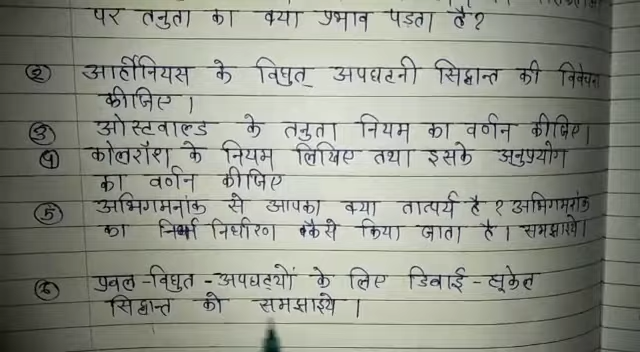 पर तनुता का क्या प्रभाव पड़ता है?
② आर्हीनियस के विधुत् अपघटनी सिद्धान्त की विवेचना
कीजिए ।
③ ओस्टवाल्ड के तनुता नियम का वर्णन कीजिए।
④ कोलरॉश के नियम लिखिए तथा इसके अनुप्रयोग
का वर्णन कीजिए
⑤ अभिगमनांक से आपका क्या तात्पर्य है ? अभिगमनांक
का निर्धारण कैसे किया जाता है। समझाइये।
⑥ प्रबल-विधुत-अपघट्यों के लिए डिबाई-हूकेल
सिद्धान्त को समझाइये ।